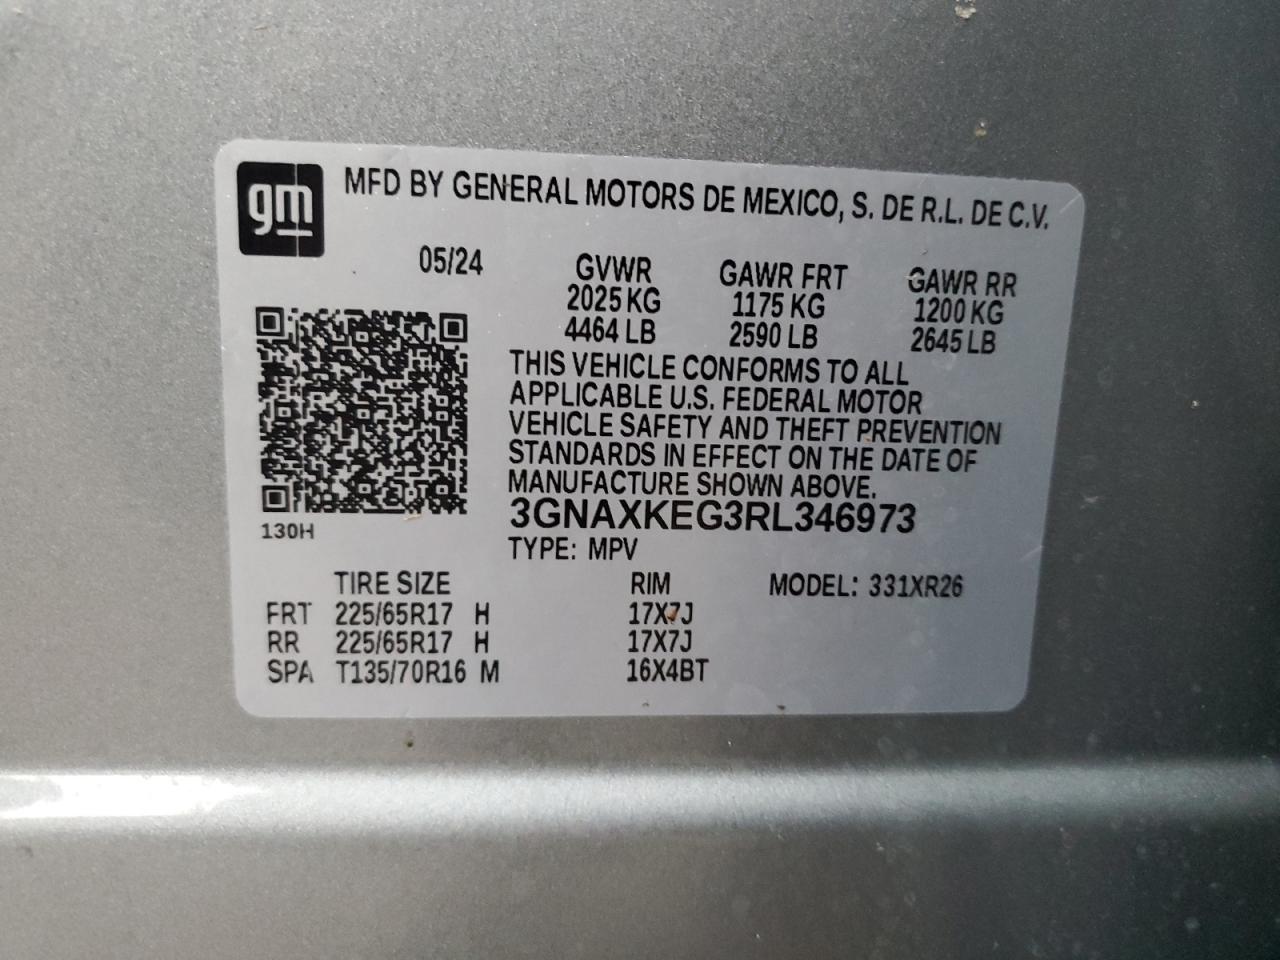 gm
MFD BY GENERAL MOTORS DE MEXICO, S. DE R.L. DE C.V.
05/24
GVWR GAWR FRT GAWR RR
2025 KG 1175 KG 1200 KG
4464 LB 2590 LB 2645 LB
THIS VEHICLE CONFORMS TO ALL
APPLICABLE U.S. FEDERAL MOTOR
VEHICLE SAFETY AND THEFT PREVENTION
STANDARDS IN EFFECT ON THE DATE OF
MANUFACTURE SHOWN ABOVE.
3GNAXKEG3RL346973
130H
TYPE: MPV
TIRE SIZE RIM MODEL: 331XR26
FRT 225/65R17 H 17X7J
RR 225/65R17 H 17X7J
SPA T135/70R16 M 16X4BT